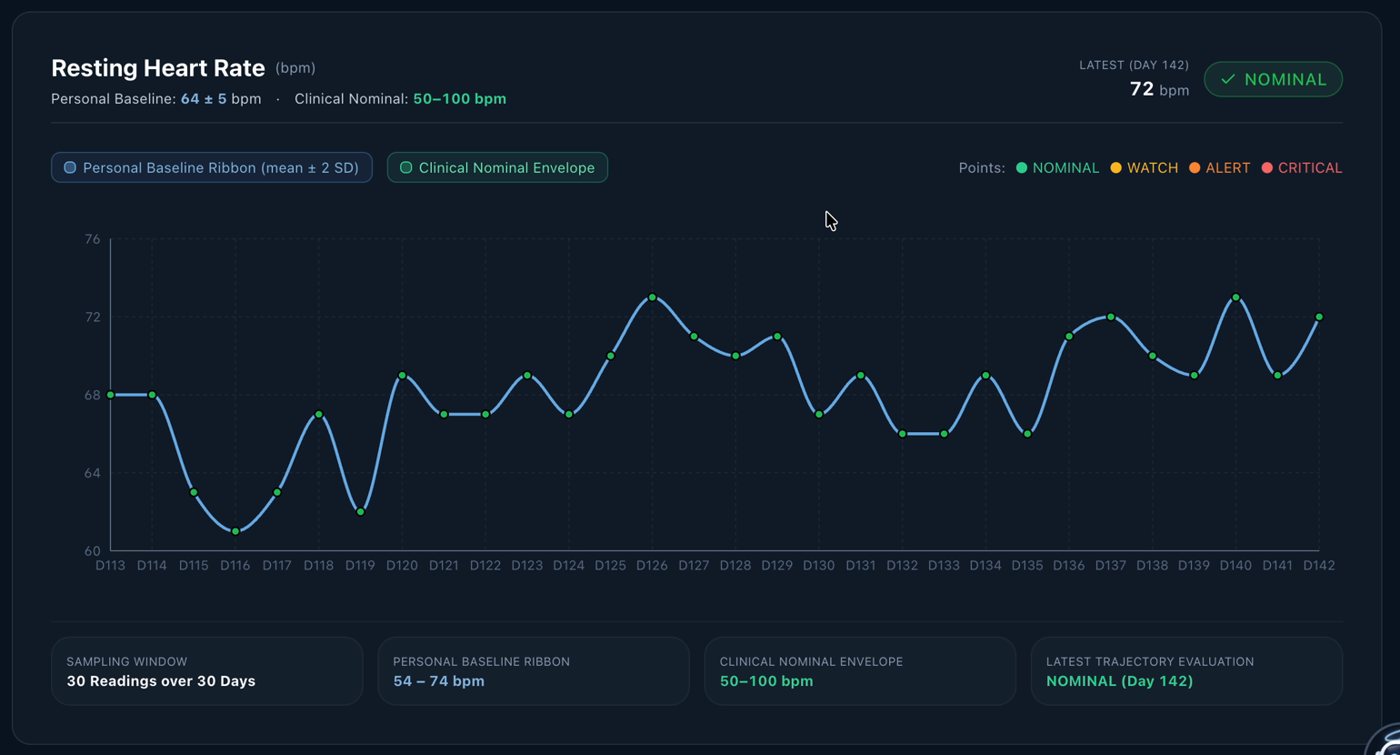 Resting Heart Rate (bpm)
Personal Baseline: 64 ± 5 bpm · Clinical Nominal: 50–100 bpm
LATEST (DAY 142)
72 bpm
NOMINAL
Personal Baseline Ribbon (mean ± 2 SD)
Clinical Nominal Envelope
Points: NOMINAL WATCH ALERT CRITICAL
76
72
68
64
60
D113 D114 D115 D116 D117 D118 D119 D120 D121 D122 D123 D124 D125 D126 D127 D128 D129 D130 D131 D132 D133 D134 D135 D136 D137 D138 D139 D140 D141 D142
SAMPLING WINDOW
30 Readings over 30 Days
PERSONAL BASELINE RIBBON
54 – 74 bpm
CLINICAL NOMINAL ENVELOPE
50–100 bpm
LATEST TRAJECTORY EVALUATION
NOMINAL (Day 142)